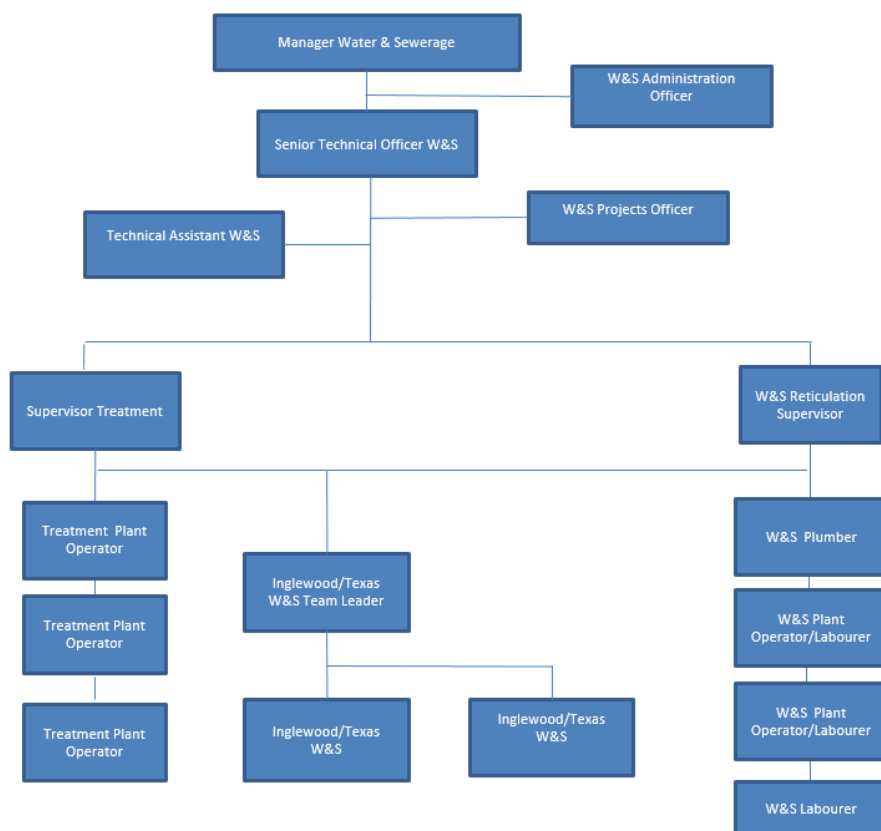 Manager Water & Sewerage
W&S Administration
Officer
Senior Technical Officer W&S
W&S Projects Officer
Technical Assistant W&S
Supervisor Treatment
W&S Reticulation
Supervisor
Treatment Plant
Operator
Inglewood/Texas
W&S Team Leader
W&S Plumber
Treatment Plant
Operator
W&S Plant
Operator/Labourer
Treatment Plant
Operator
Inglewood/Texas
W&S
Inglewood/Texas
W&S
W&S Plant
Operator/Labourer
W&S Labourer